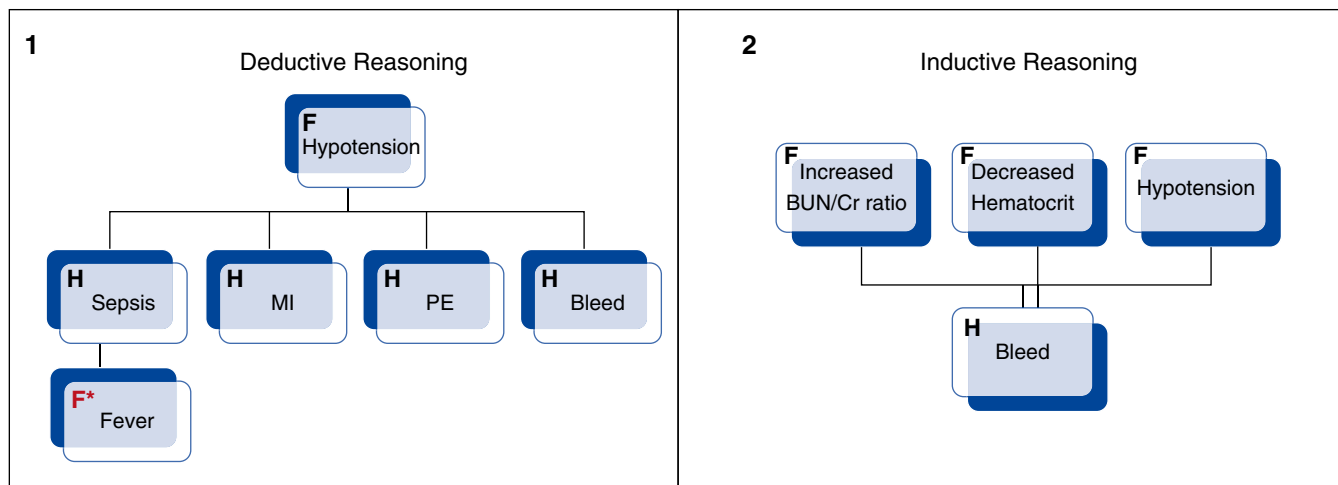 1
Deductive Reasoning
F
Hypotension
H
Sepsis
H
MI
H
PE
H
Bleed
F*
Fever
2
Inductive Reasoning
F
Increased
BUN/Cr ratio
F
Decreased
Hematocrit
F
Hypotension
H
Bleed